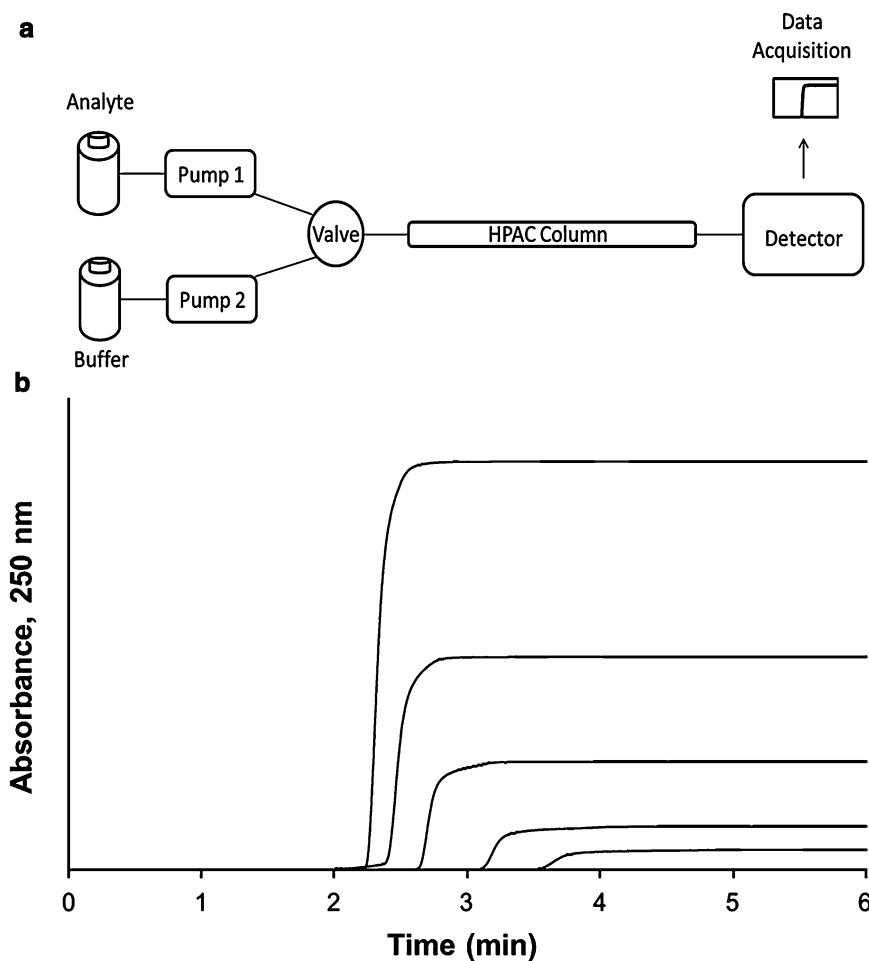 a
Data
Acquisition
Analyte
Pump 1
Valve
HPAC Column
Detector
Pump 2
Buffer
b
Absorbance, 250 nm
0 1 2 3 4 5 6
Time (min)